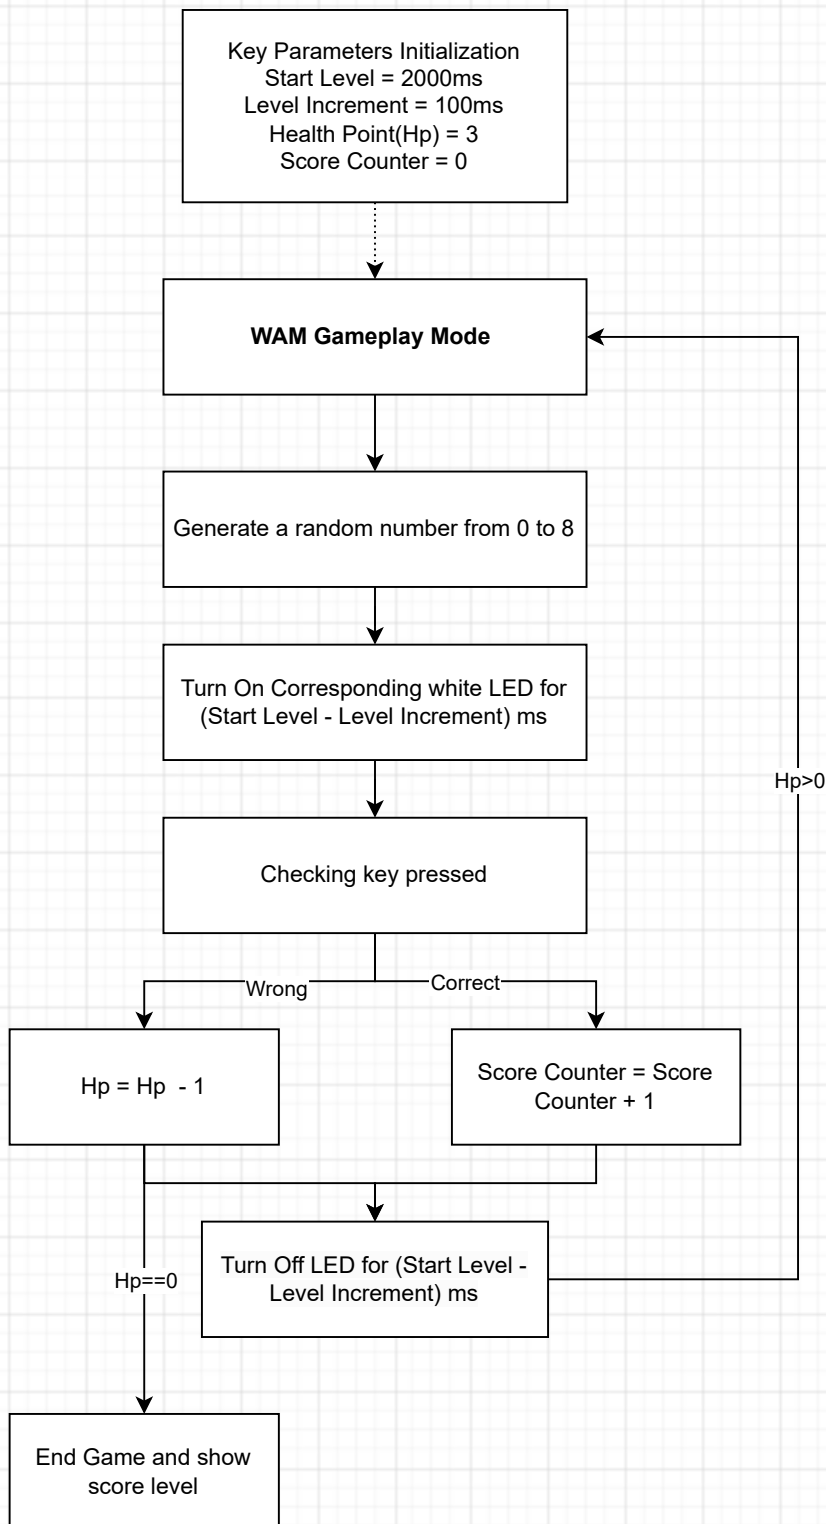 Key Parameters Initialization
Start Level = 2000ms
Level Increment = 100ms
Health Point(Hp) = 3
Score Counter = 0
WAM Gameplay Mode
Generate a random number from 0 to 8
Turn On Corresponding white LED for
(Start Level - Level Increment) ms
Hp>0
Checking key pressed
Wrong
Correct
Hp = Hp  - 1
Score Counter = Score
Counter + 1
Turn Off LED for (Start Level -
Level Increment) ms
Hp==0
End Game and show
score level